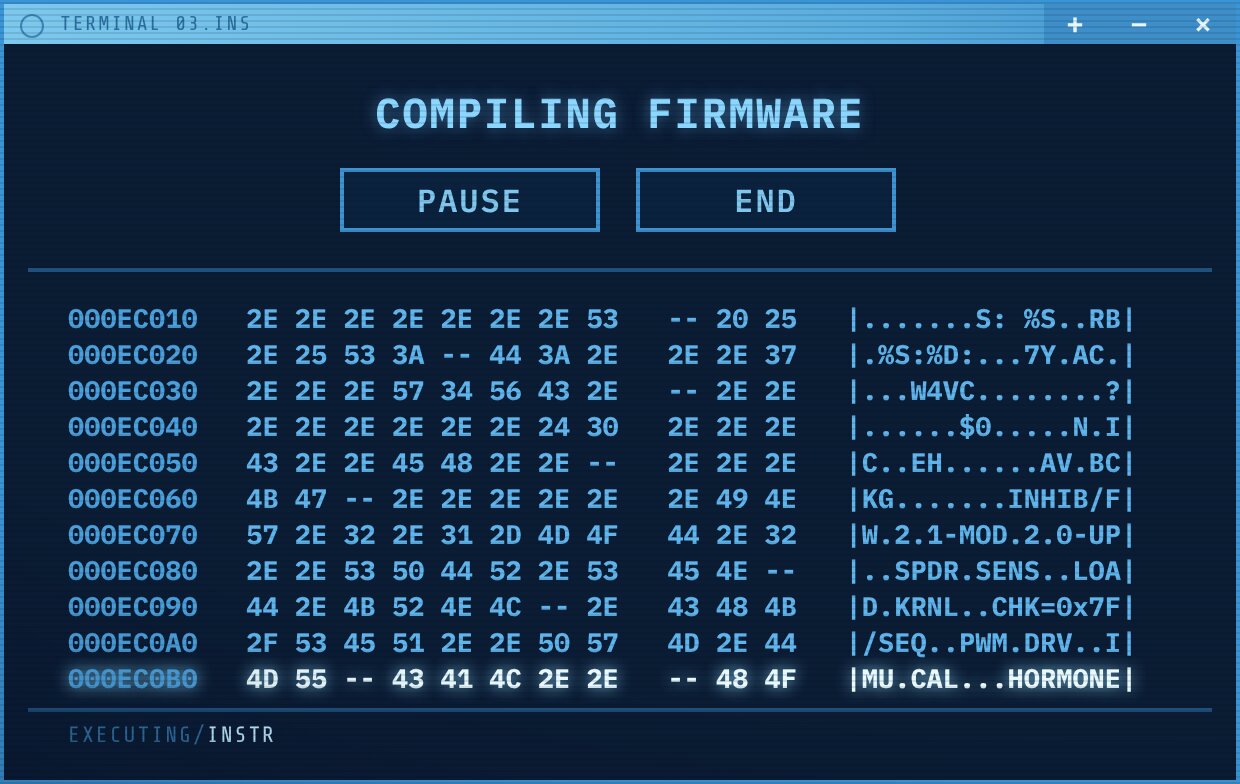 TERMINAL 03.INS + − ×
COMPILING FIRMWARE
PAUSE END
000EC010 2E 2E 2E 2E 2E 2E 2E 53 -- 20 25 |.......S: %S..RB|
000EC020 2E 25 53 3A -- 44 3A 2E 2E 2E 37 |.%S:%D:...7Y.AC.|
000EC030 2E 2E 2E 57 34 56 43 2E -- 2E 2E |...W4VC........?|
000EC040 2E 2E 2E 2E 2E 2E 24 30 2E 2E 2E |......$0.....N.I|
000EC050 43 2E 2E 45 48 2E 2E -- 2E 2E 2E |C..EH......AV.BC|
000EC060 4B 47 -- 2E 2E 2E 2E 2E 2E 49 4E |KG.......INHIB/F|
000EC070 57 2E 32 2E 31 2D 4D 4F 44 2E 32 |W.2.1-MOD.2.0-UP|
000EC080 2E 2E 53 50 44 52 2E 53 45 4E -- |..SPDR.SENS..LOA|
000EC090 44 2E 4B 52 4E 4C -- 2E 43 48 4B |D.KRNL..CHK=0x7F|
000EC0A0 2F 53 45 51 2E 2E 50 57 4D 2E 44 |/SEQ..PWM.DRV..I|
000EC0B0 4D 55 -- 43 41 4C 2E 2E -- 48 4F |MU.CAL...HORMONE|
EXECUTING/INSTR